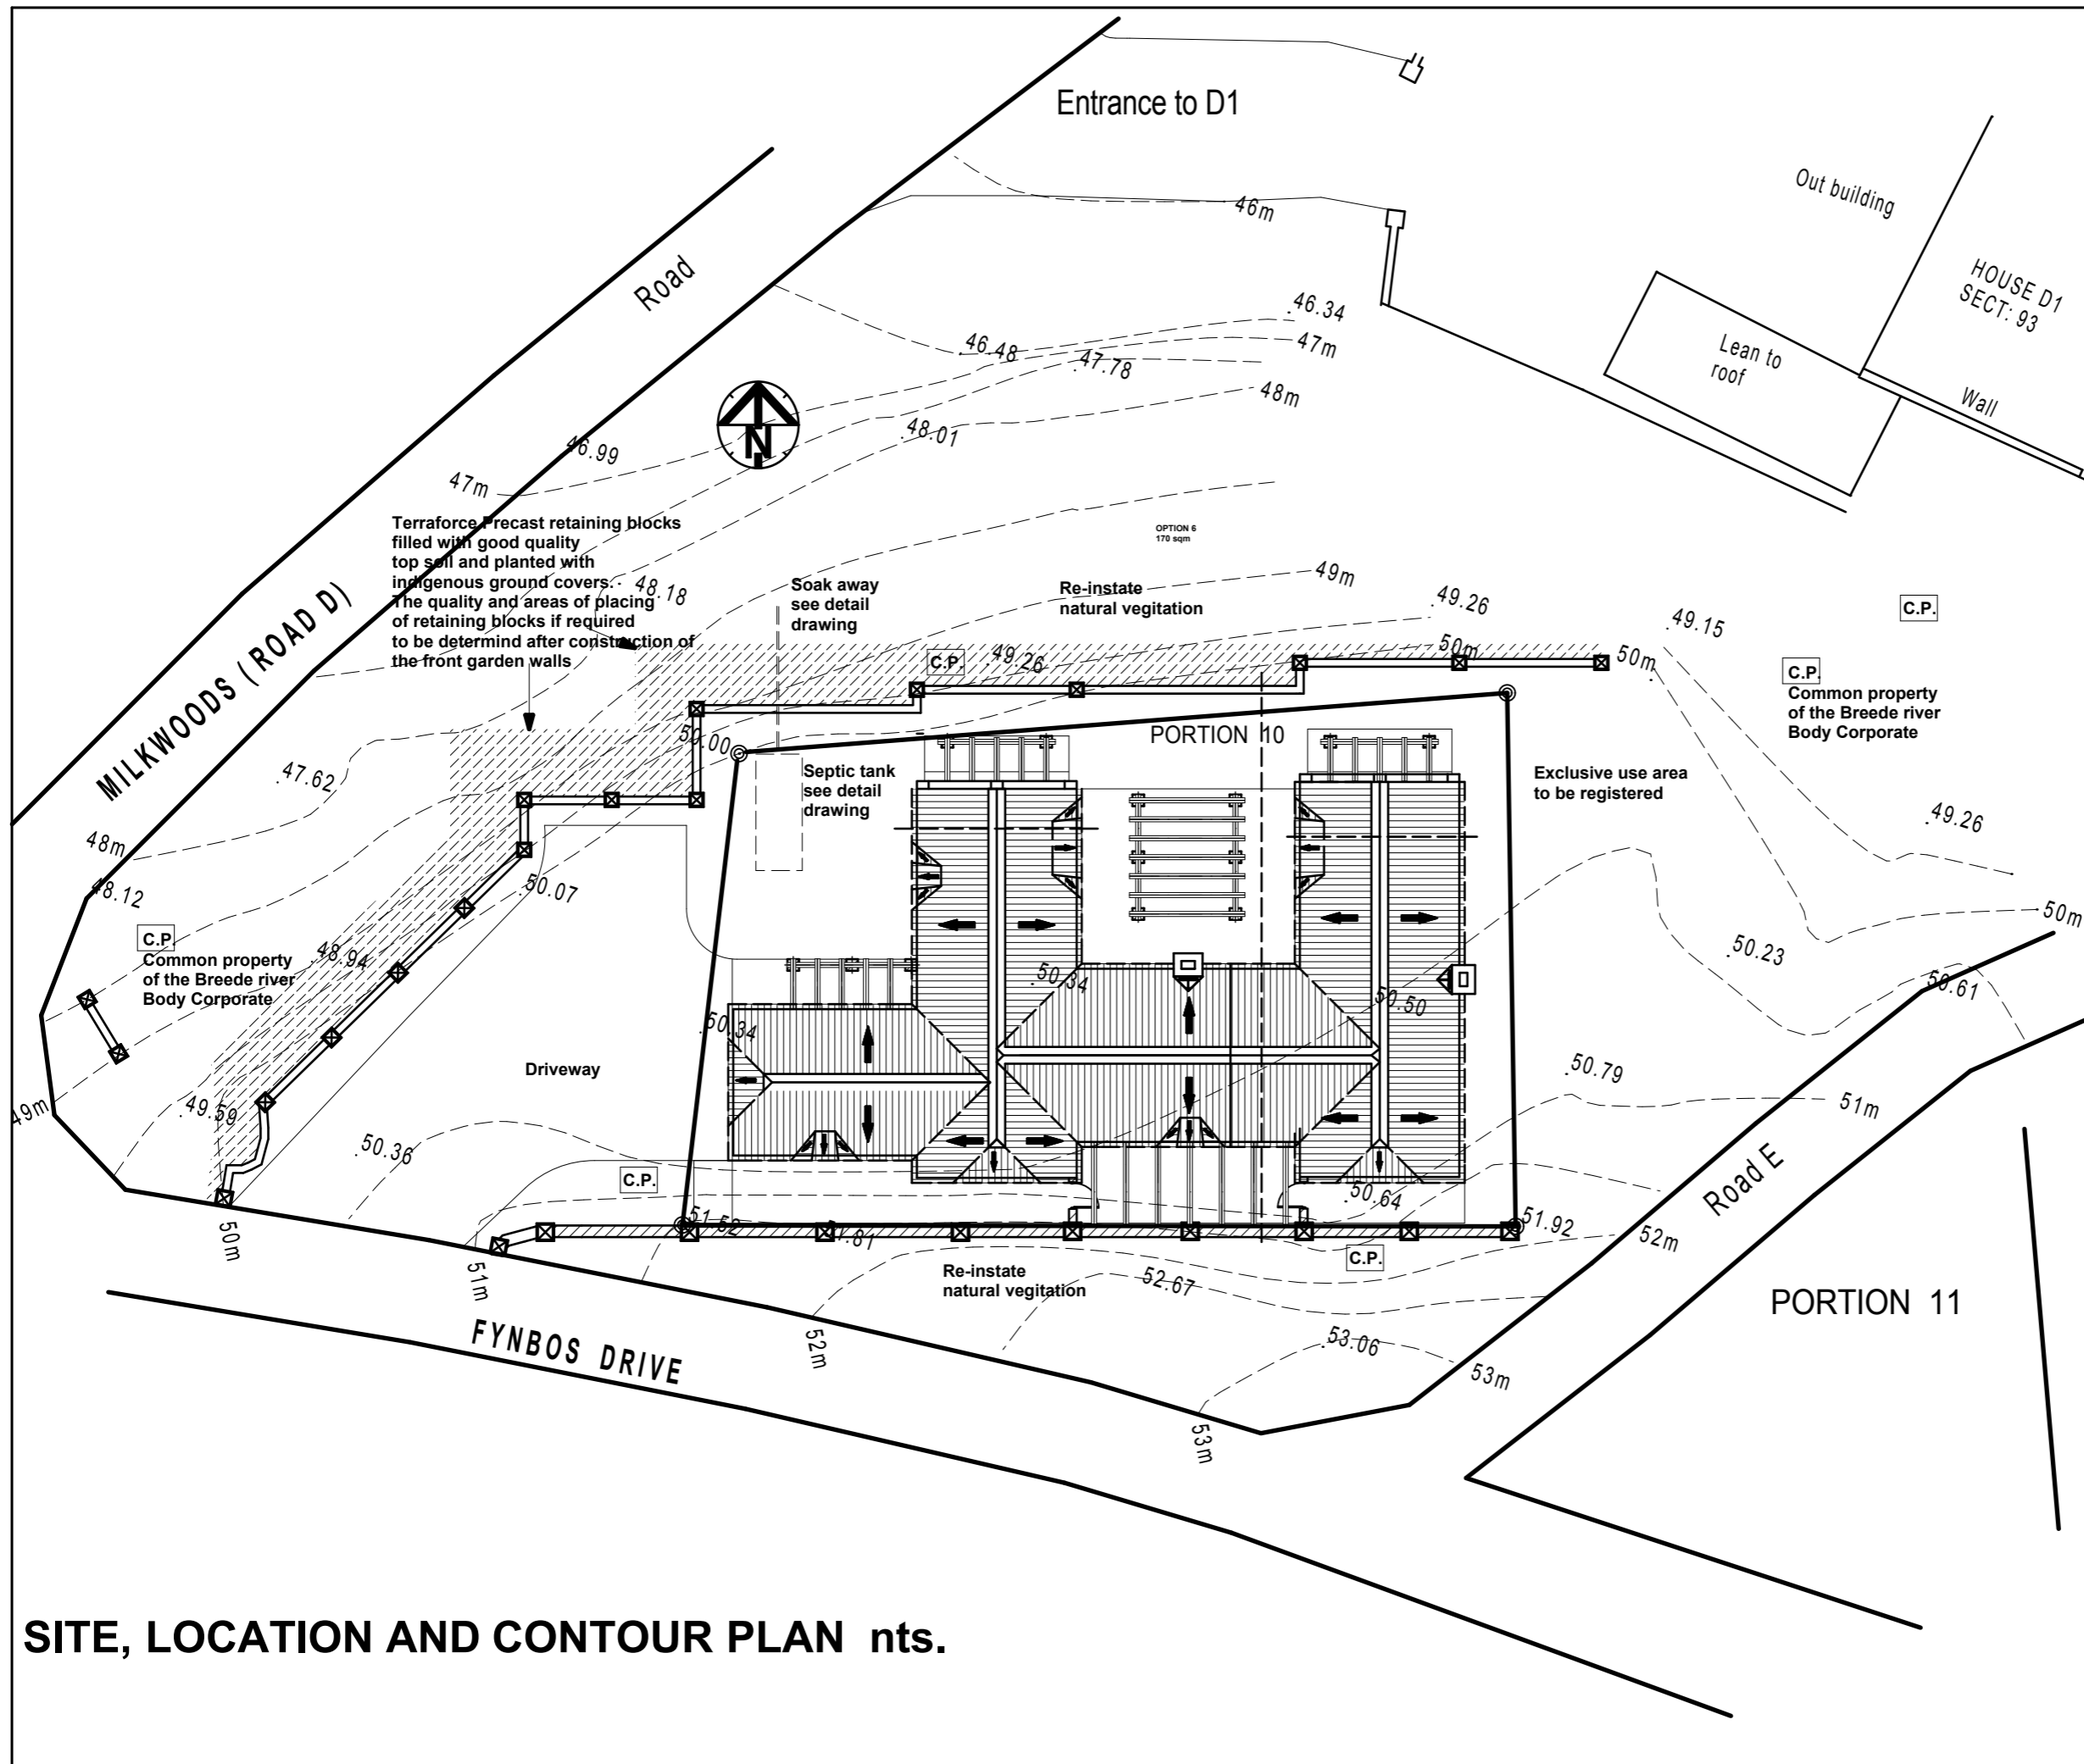 Entrance to D1
Out building
46m
HOUSE D1
SECT: 93
Road
.46.34
.46.48
47m
.47.78
Lean to
roof
48m
Wall
.48.01
46.99
47m
N
Terraforce Precast retaining blocks
filled with good quality
top soil and planted with
indigenous ground covers.
The quality and areas of placing
of retaining blocks if required
to be determind after construction of
the front garden walls
OPTION 6
170 sqm
48.18
Soak away
see detail
drawing
Re-instate
natural vegitation
49m
.49.26
.49.15
C.P.
MILKWOODS (ROAD D)
C.P.
.49.26
50m
50m
C.P.
Common property
of the Breede river
Body Corporate
50.00
PORTION 10
.47.62
Septic tank
see detail
drawing
Exclusive use area
to be registered
.49.26
48m
48.12
.50.07
50m
C.P.
Common property
of the Breede river
Body Corporate
.48.94
.50.23
50.61
.50.34
.50.50
.50.34
Driveway
.50.79
49m
.49.59
51m
.50.36
C.P.
.50.64
Road E
51.52
51.92
50m
51m
C.P.
52m
Re-instate
natural vegitation
.52.67
PORTION 11
FYNBOS DRIVE
52m
.53.06
53m
53m
SITE, LOCATION AND CONTOUR PLAN nts.